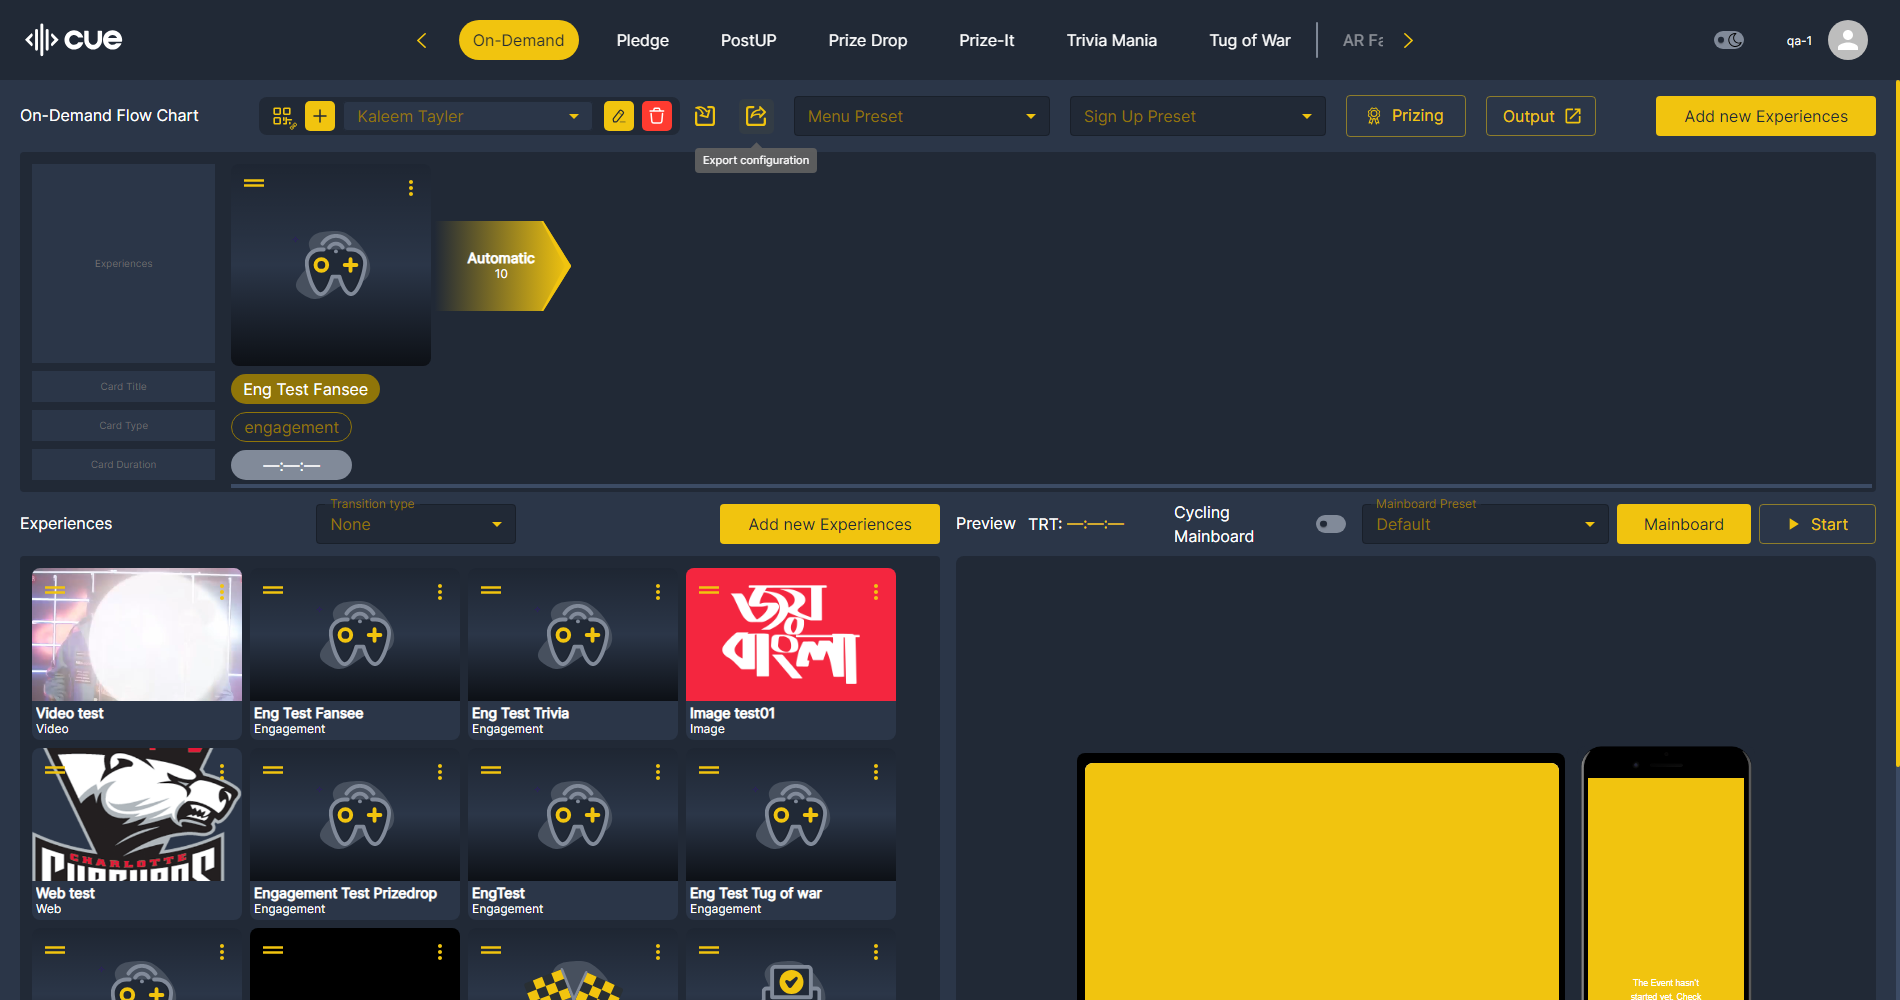 cue
On-Demand
Pledge
PostUP
Prize Drop
Prize-It
Trivia Mania
Tug of War
AR Fa
qa-1
On-Demand Flow Chart
Kaleem Tayler
Menu Preset
Sign Up Preset
Prizing
Output
Add new Experiences
Export configuration
Experiences
Automatic
10
Card Title
Eng Test Fansee
Card Type
engagement
Card Duration
—:—:—
Experiences
Transition type
None
Add new Experiences
Preview
TRT: —:—:—
Cycling
Mainboard
Mainboard Preset
Default
Mainboard
Start
জয়
বাংলা
Video test
Video
Eng Test Fansee
Engagement
Eng Test Trivia
Engagement
Image test01
Image
CHARLOTTE
Web test
Web
Engagement Test Prizedrop
Engagement
EngTest
Engagement
Eng Test Tug of war
Engagement
The Event hasn't
started yet. Check